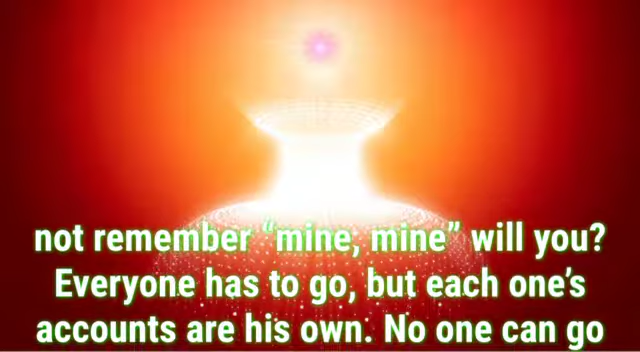 not remember “mine, mine” will you?
Everyone has to go, but each one’s
accounts are his own. No one can go